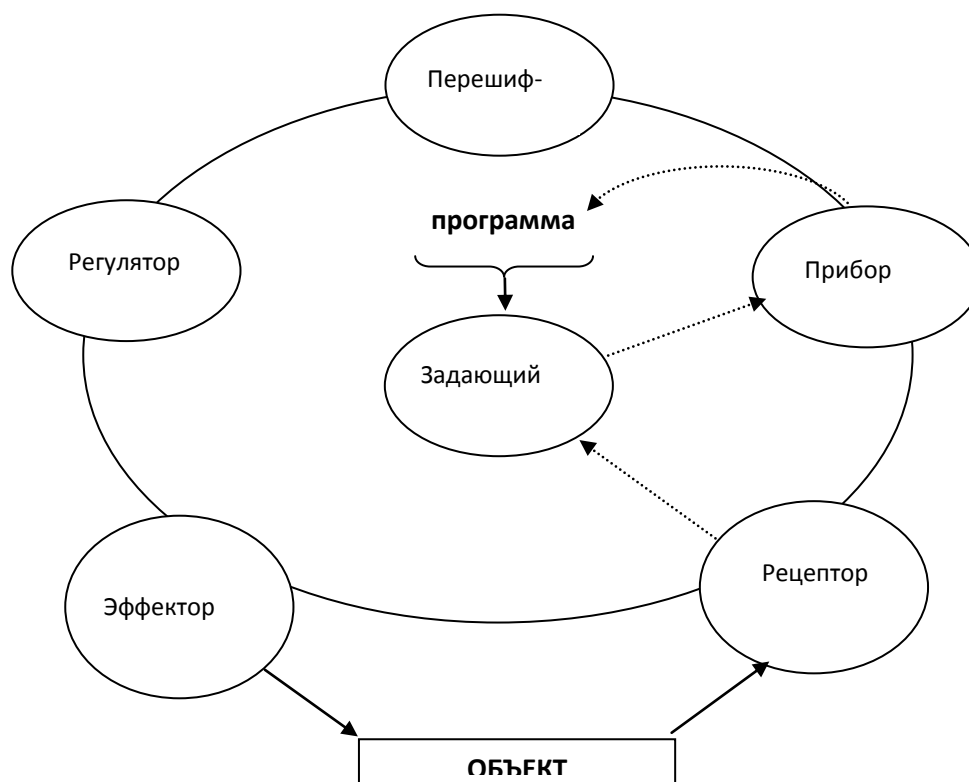 Перешиф-
программа
Регулятор
Прибор
Задающий
Эффектор
Рецептор
ОБЪЕКТ